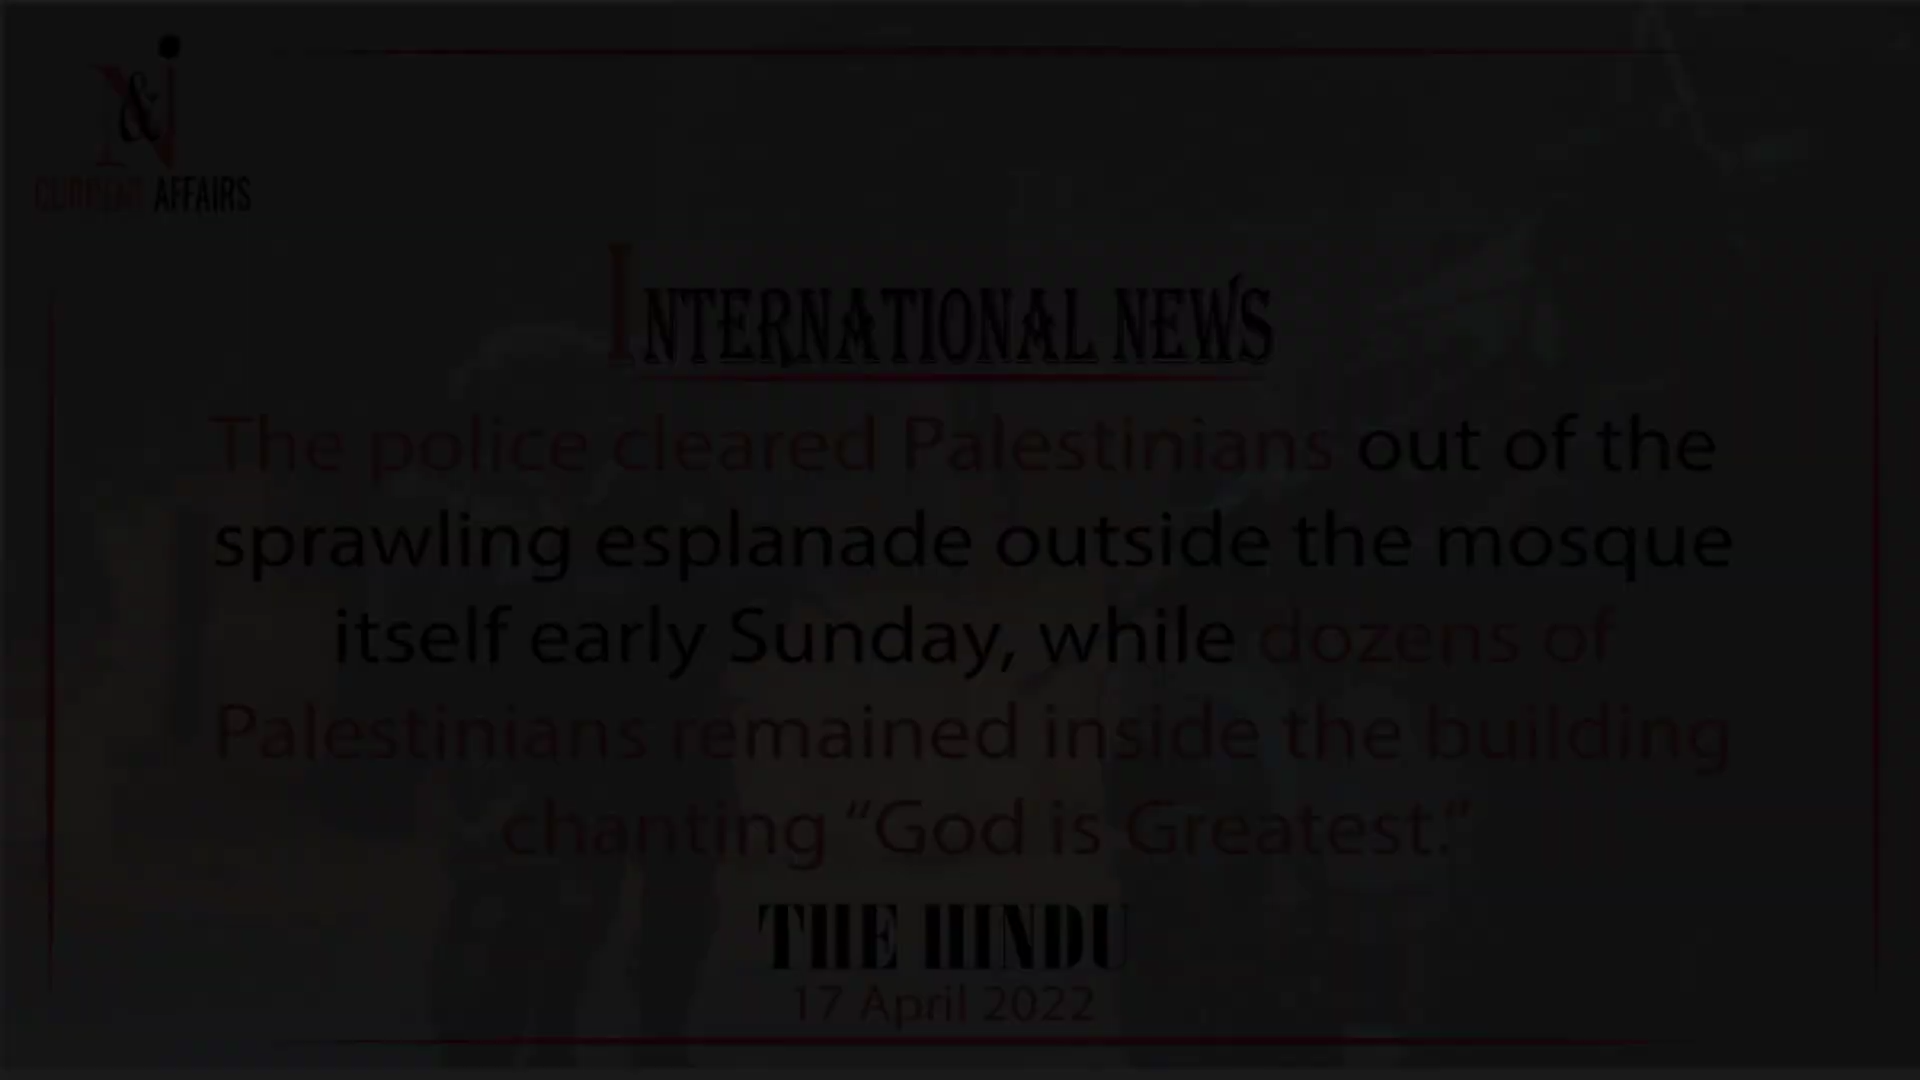 N&J
CURRENT AFFAIRS
INTERNATIONAL NEWS
The police cleared Palestinians out of the
sprawling esplanade outside the mosque
itself early Sunday, while dozens of
Palestinians remained inside the building
chanting “God is Greatest.”
THE HINDU
17 April 2022